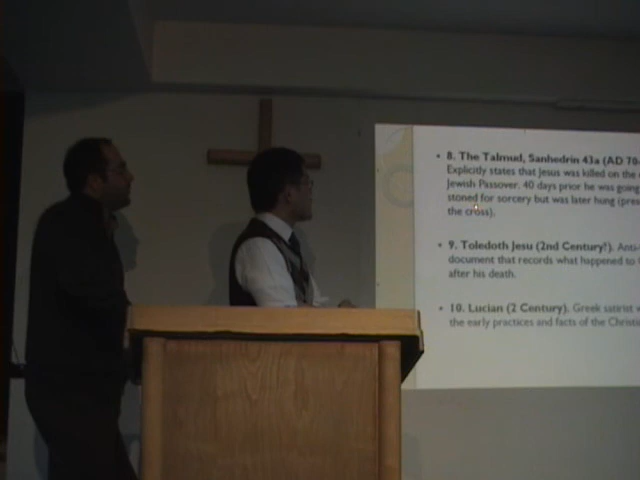 • 8. The Talmud, Sanhedrin 43a (AD 70-
Explicitly states that Jesus was killed on the
Jewish Passover. 40 days prior he was going
stoned for sorcery but was later hung (pres
the cross).
• 9. Toledoth Jesu (2nd Century?). Anti-
document that records what happened to
after his death.
• 10. Lucian (2 Century). Greek satirist
the early practices and facts of the Christia